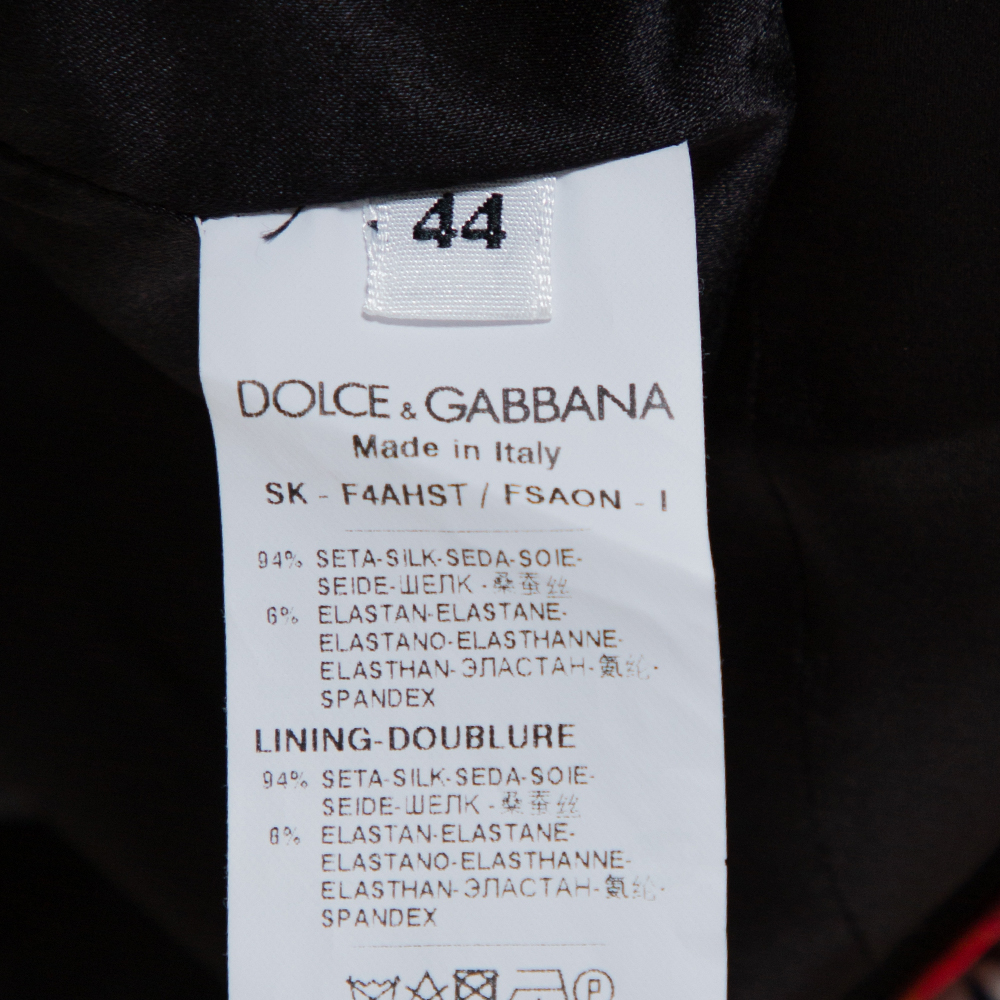 44
DOLCE & GABBANA
Made in Italy
SK - F4AHST / FSAON - I
94% SETA-SILK-SEDA-SOIE-
SEIDE-ШЕЛК -桑蚕丝
6% ELASTAN-ELASTANE-
ELASTANO-ELASTHANNE-
ELASTHAN-ЭЛАСТАН-氨纶-
SPANDEX
LINING-DOUBLURE
94% SETA-SILK-SEDA-SOIE-
SEIDE-ШЕЛК -桑蚕丝
6% ELASTAN-ELASTANE-
ELASTANO-ELASTHANNE-
ELASTHAN-ЭЛАСТАН-氨纶-
SPANDEX
P